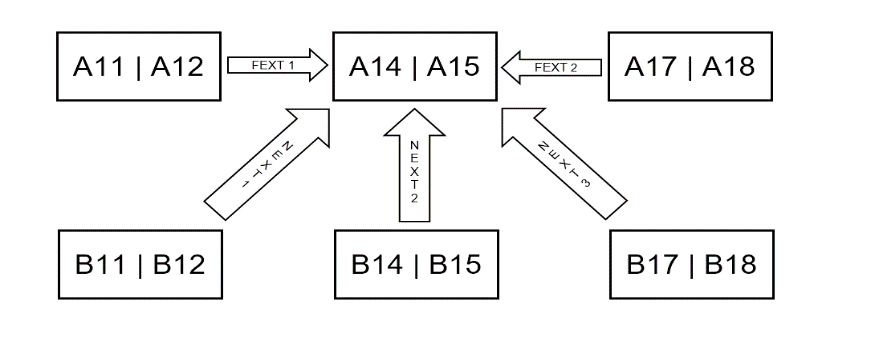 A11 | A12
FEXT 1
A14 | A15
FEXT 2
A17 | A18
NEXT 1
NEXT 2
NEXT 3
B11 | B12
B14 | B15
B17 | B18